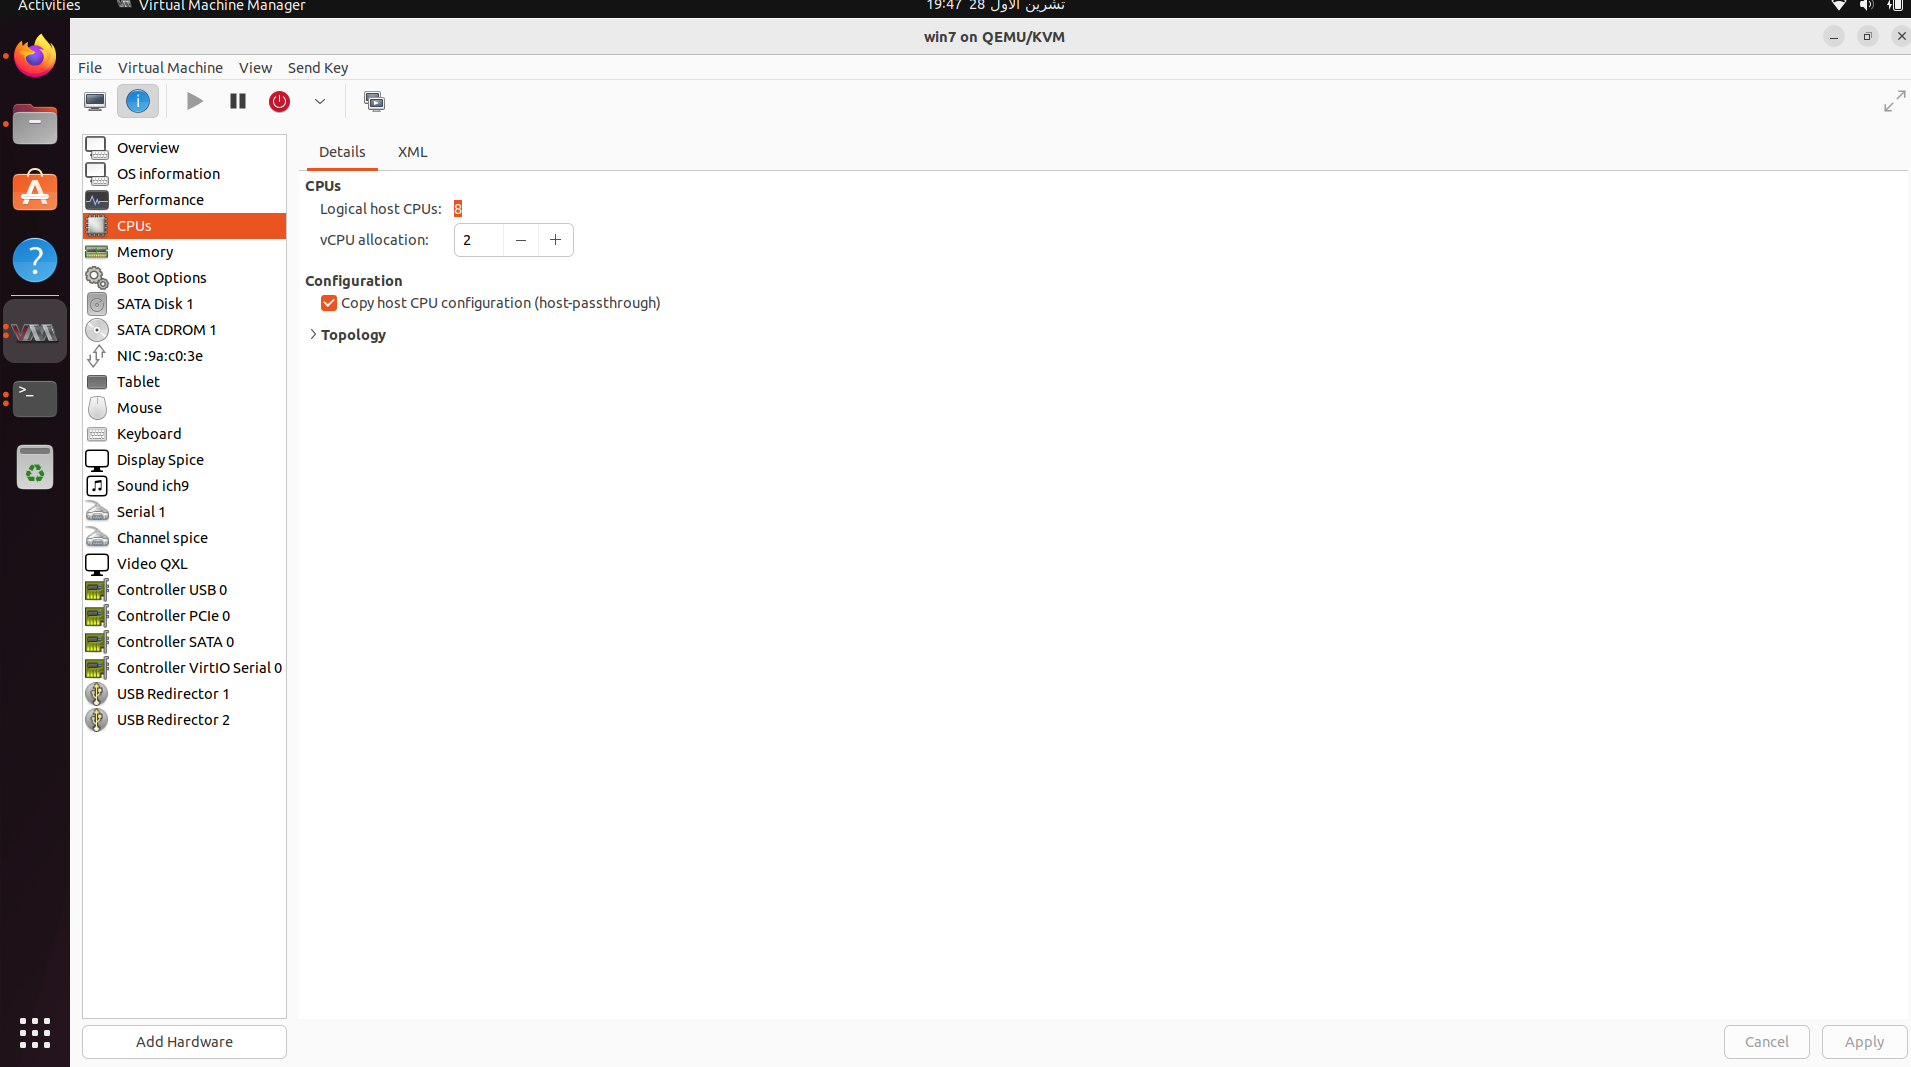 Activities
Virtual Machine Manager
19:47 28 تشرين الأول
win7 on QEMU/KVM
File Virtual Machine View Send Key
Overview
OS information
Performance
CPUs
Memory
Boot Options
SATA Disk 1
SATA CDROM 1
NIC :9a:c0:3e
Tablet
Mouse
Keyboard
Display Spice
Sound ich9
Serial 1
Channel spice
Video QXL
Controller USB 0
Controller PCIe 0
Controller SATA 0
Controller VirtIO Serial 0
USB Redirector 1
USB Redirector 2
Add Hardware
Details XML
CPUs
Logical host CPUs: 8
vCPU allocation: 2
Configuration
Copy host CPU configuration (host-passthrough)
Topology
Cancel Apply